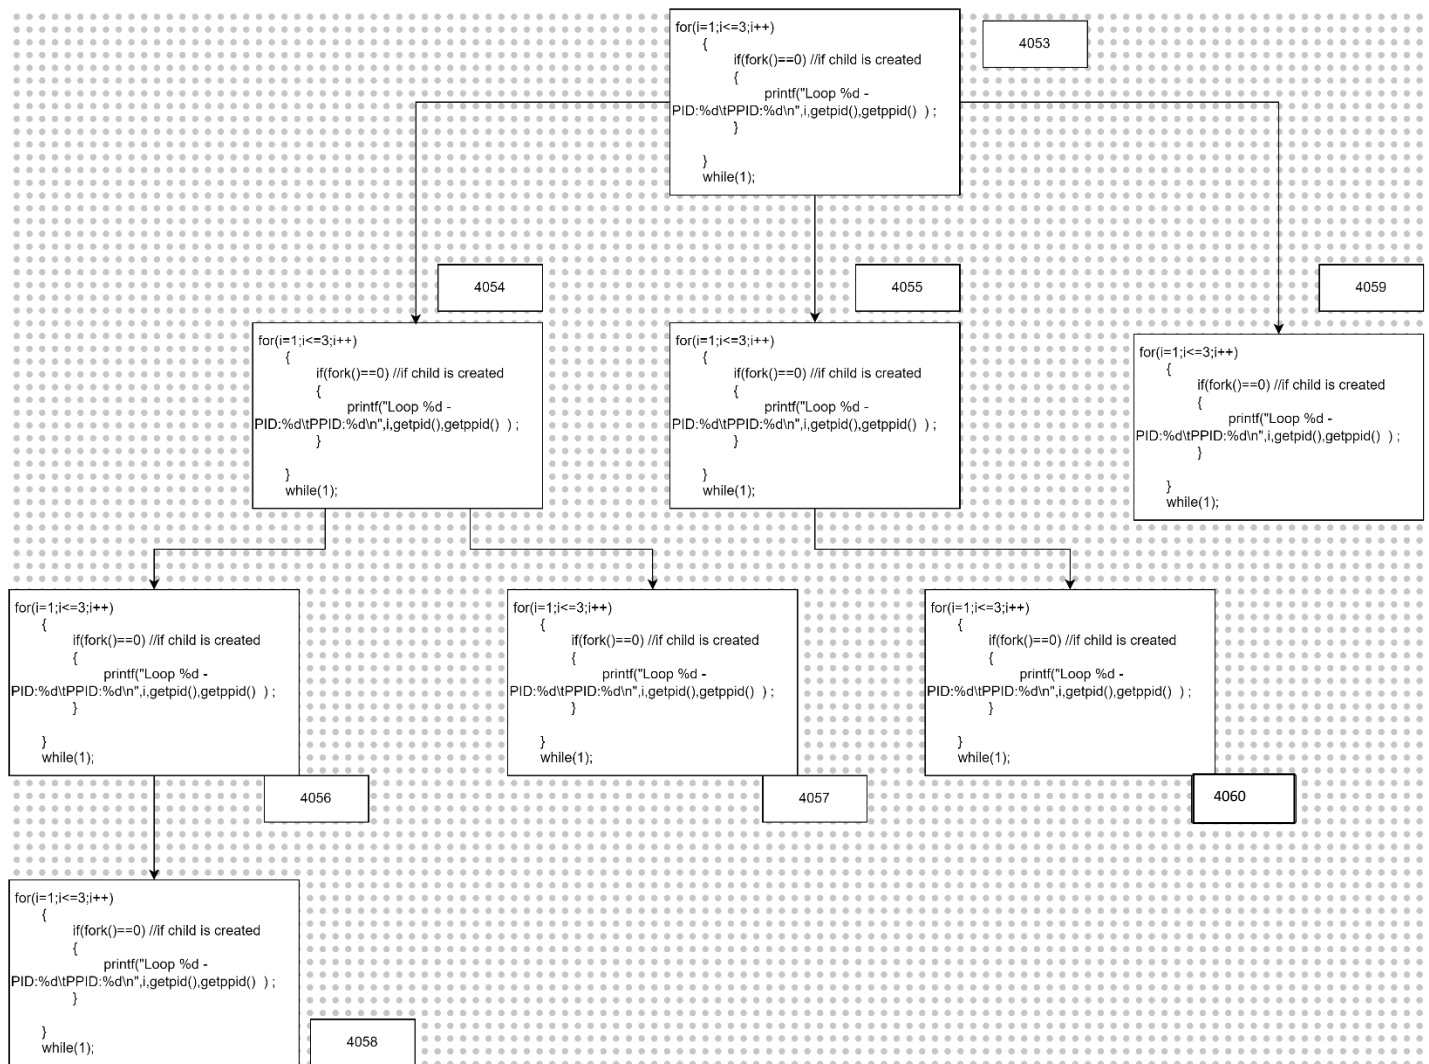 for(i=1;i<=3;i++)
{
if(fork()==0) //if child is created
{
printf("Loop %d -
PID:%d\tPPID:%d\n",i,getpid(),getppid()  ) ;
}
}
while(1);
4053
4054
for(i=1;i<=3;i++)
{
if(fork()==0) //if child is created
{
printf("Loop %d -
PID:%d\tPPID:%d\n",i,getpid(),getppid()  ) ;
}
}
while(1);
4055
for(i=1;i<=3;i++)
{
if(fork()==0) //if child is created
{
printf("Loop %d -
PID:%d\tPPID:%d\n",i,getpid(),getppid()  ) ;
}
}
while(1);
4059
for(i=1;i<=3;i++)
{
if(fork()==0) //if child is created
{
printf("Loop %d -
PID:%d\tPPID:%d\n",i,getpid(),getppid()  ) ;
}
}
while(1);
for(i=1;i<=3;i++)
{
if(fork()==0) //if child is created
{
printf("Loop %d -
PID:%d\tPPID:%d\n",i,getpid(),getppid()  ) ;
}
}
while(1);
4056
for(i=1;i<=3;i++)
{
if(fork()==0) //if child is created
{
printf("Loop %d -
PID:%d\tPPID:%d\n",i,getpid(),getppid()  ) ;
}
}
while(1);
4057
for(i=1;i<=3;i++)
{
if(fork()==0) //if child is created
{
printf("Loop %d -
PID:%d\tPPID:%d\n",i,getpid(),getppid()  ) ;
}
}
while(1);
4060
for(i=1;i<=3;i++)
{
if(fork()==0) //if child is created
{
printf("Loop %d -
PID:%d\tPPID:%d\n",i,getpid(),getppid()  ) ;
}
}
while(1);
4058